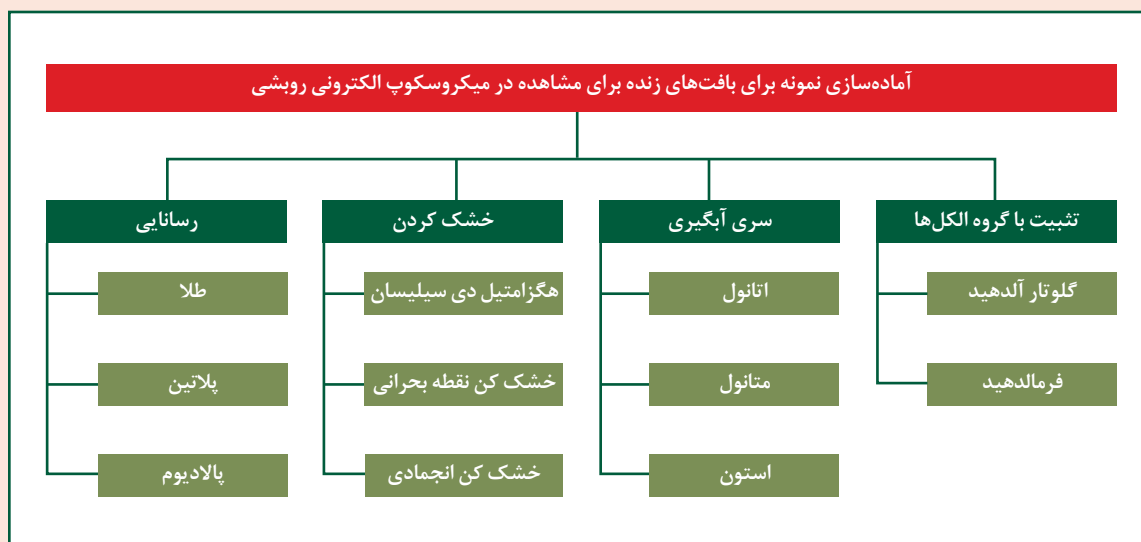 آماده‌سازی نمونه برای بافت‌های زنده برای مشاهده در میکروسکوپ الکترونی روبشی
تثبیت با گروه الکل‌ها
گلوتار آلدهید
فرمالدهید
سری آبگیری
اتانول
متانول
استون
خشک کردن
هگزامتیل دی سیلیسان
خشک کن نقطه بحرانی
خشک کن انجمادی
رسانایی
طلا
پلاتین
پالادیوم